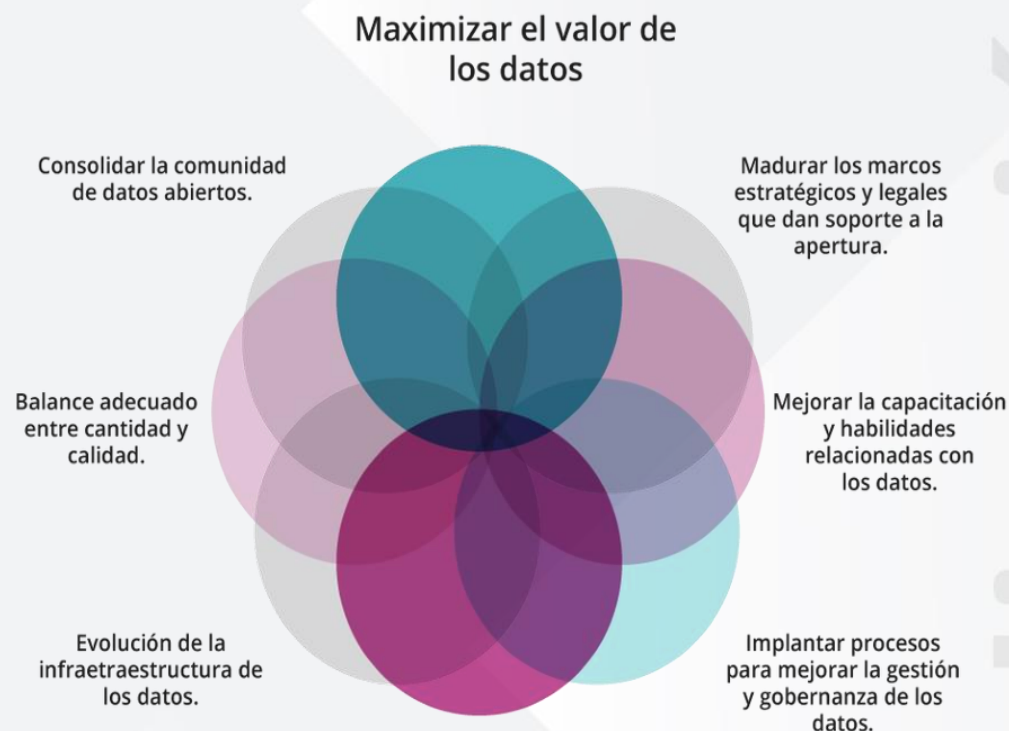 Maximizar el valor de
los datos
Consolidar la comunidad
de datos abiertos.
Madurar los marcos
estratégicos y legales
que dan soporte a la
apertura.
Balance adecuado
entre cantidad y
calidad.
Mejorar la capacitación
y habilidades
relacionadas con
los datos.
Evolución de la
infraetraestructura de
los datos.
Implantar procesos
para mejorar la gestión
y gobernanza de los
datos.